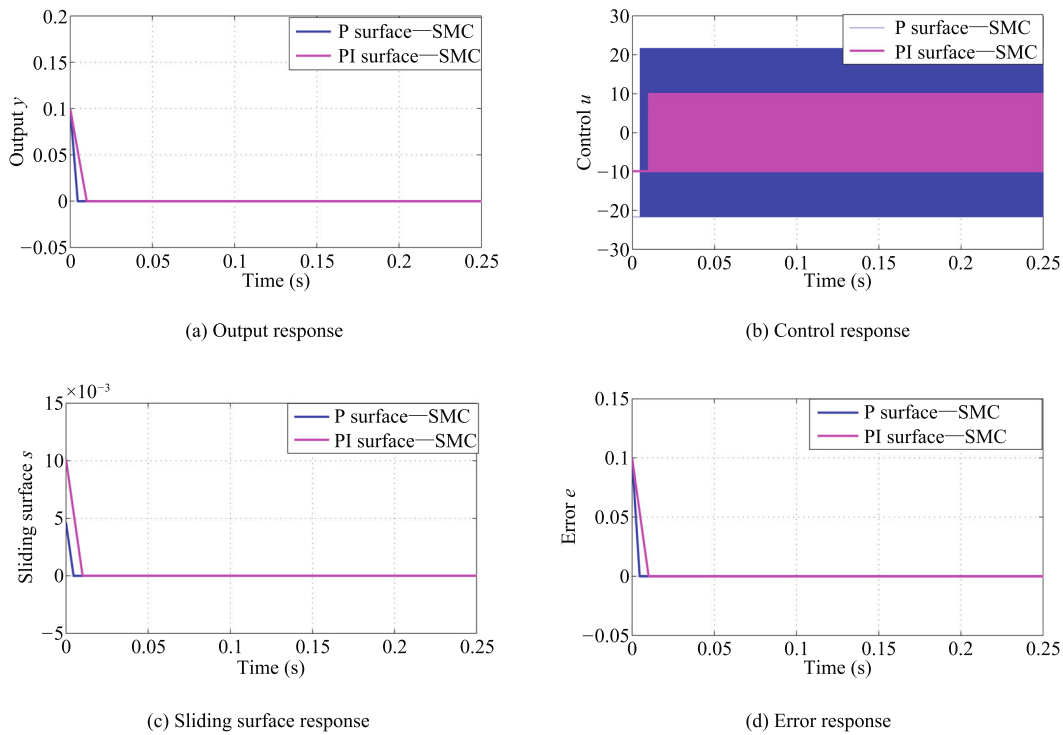 0.2
0.15
0.1
0.05
0
−0.05
Output y
P surface—SMC
PI surface—SMC
0 0.05 0.1 0.15 0.2 0.25
Time (s)
(a) Output response
30
20
10
0
−10
−20
−30
Control u
P surface—SMC
PI surface—SMC
0 0.05 0.1 0.15 0.2 0.25
Time (s)
(b) Control response
×10⁻³
15
10
5
0
−5
Sliding surface s
P surface—SMC
PI surface—SMC
0 0.05 0.1 0.15 0.2 0.25
Time (s)
(c) Sliding surface response
0.15
0.1
0.05
0
−0.05
Error e
P surface—SMC
PI surface—SMC
0 0.05 0.1 0.15 0.2 0.25
Time (s)
(d) Error response